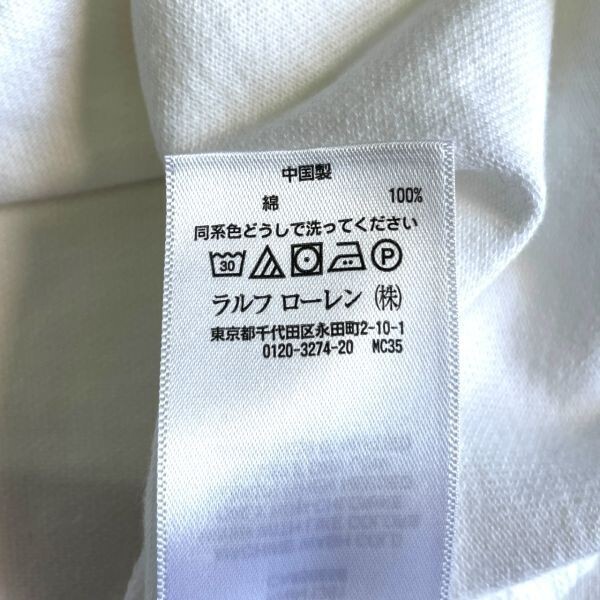 中国製
綿 100%
同系色どうしで洗ってください
30 P
ラルフ ローレン (株)
東京都千代田区永田町2-10-1
0120-3274-20 MC35